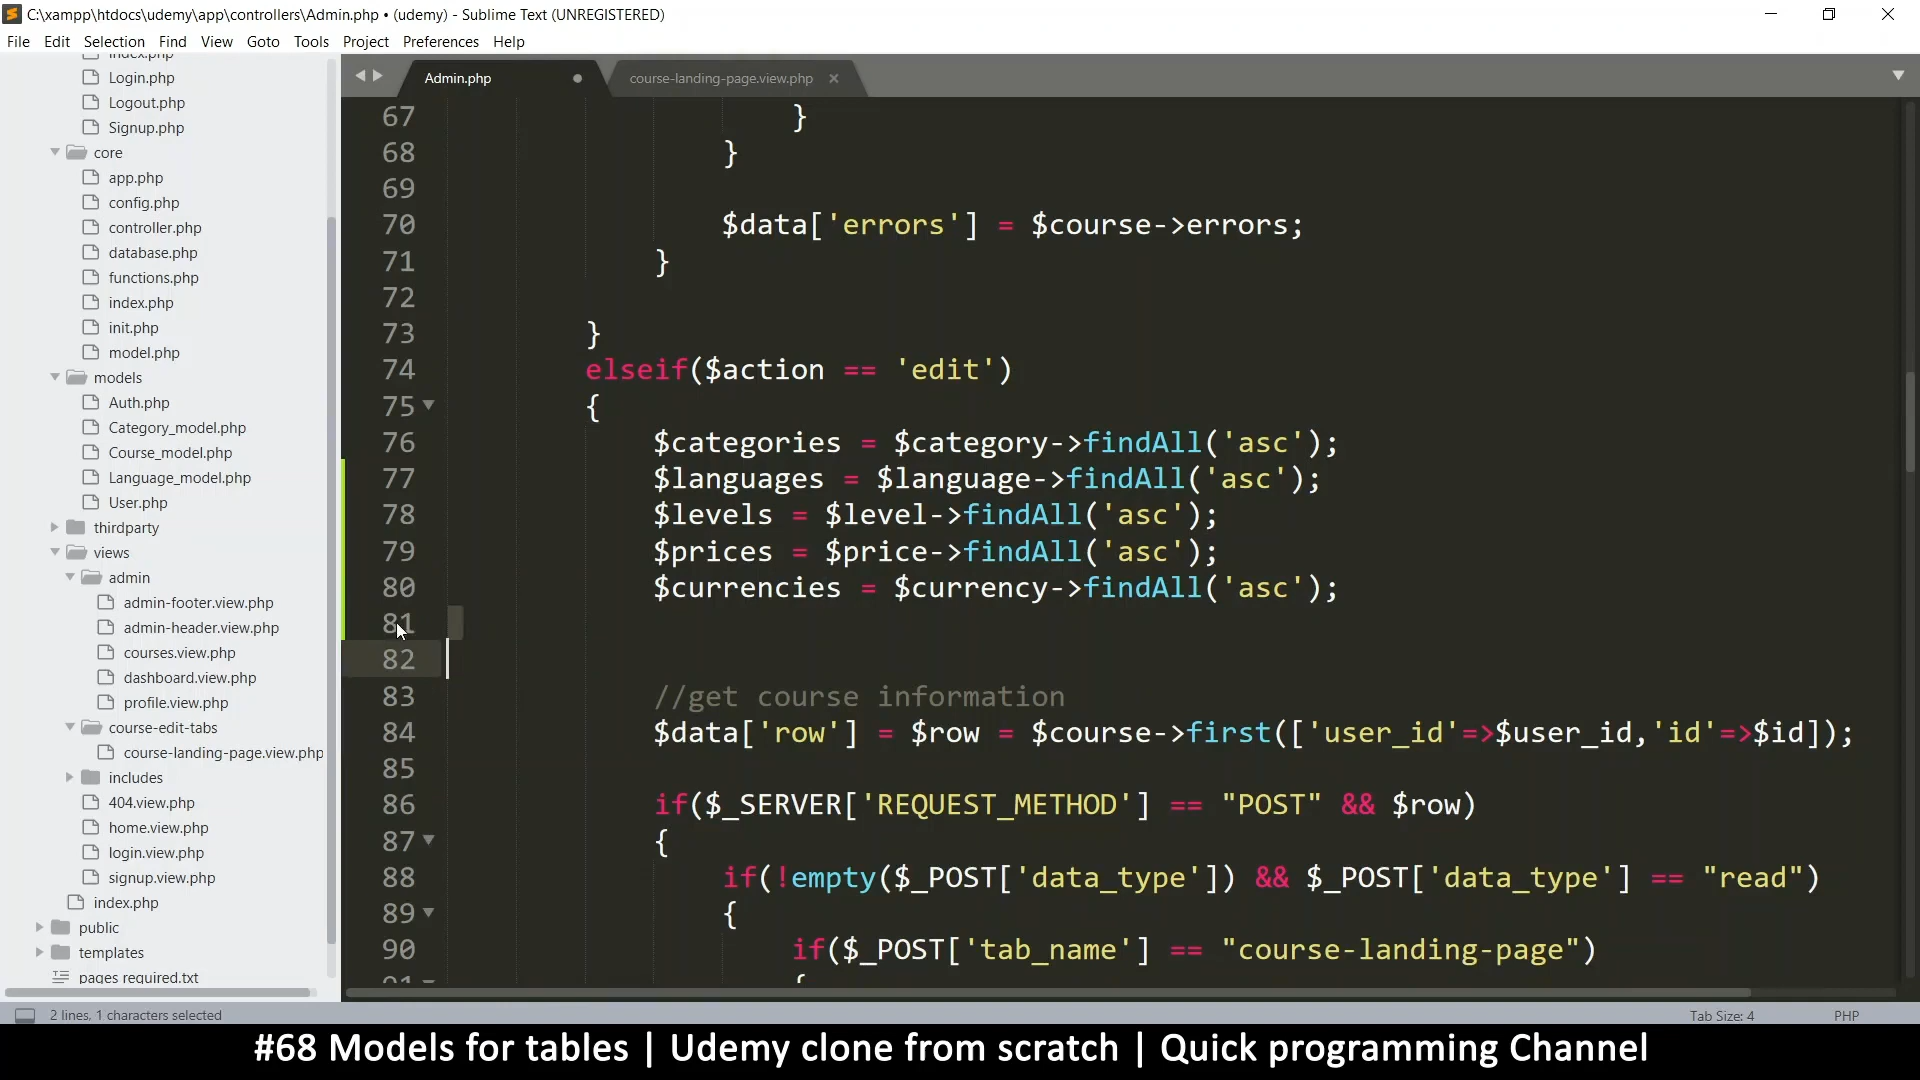 C:\xampp\htdocs\udemy\app\controllers\Admin.php • (udemy) - Sublime Text (UNREGISTERED)
File Edit Selection Find View Goto Tools Project Preferences Help
index.php
Login.php
Logout.php
Signup.php
core
app.php
config.php
controller.php
database.php
functions.php
index.php
init.php
model.php
models
Auth.php
Category_model.php
Course_model.php
Language_model.php
User.php
thirdparty
views
admin
admin-footer.view.php
admin-header.view.php
courses.view.php
dashboard.view.php
profile.view.php
course-edit-tabs
course-landing-page.view.php
includes
404.view.php
home.view.php
login.view.php
signup.view.php
index.php
public
templates
pages required.txt
Admin.php course-landing-page.view.php
67 }
68 }
69
70 $data['errors'] = $course->errors;
71 }
72
73 }
74 elseif($action == 'edit')
75 {
76 $categories = $category->findAll('asc');
77 $languages = $language->findAll('asc');
78 $levels = $level->findAll('asc');
79 $prices = $price->findAll('asc');
80 $currencies = $currency->findAll('asc');
81
82
83 //get course information
84 $data['row'] = $row = $course->first(['user_id'=>$user_id,'id'=>$id]);
85
86 if($_SERVER['REQUEST_METHOD'] == "POST" && $row)
87 {
88 if(!empty($_POST['data_type']) && $_POST['data_type'] == "read")
89 {
90 if($_POST['tab_name'] == "course-landing-page")
91 {
2 lines, 1 characters selected Tab Size: 4 PHP
#68 Models for tables | Udemy clone from scratch | Quick programming Channel